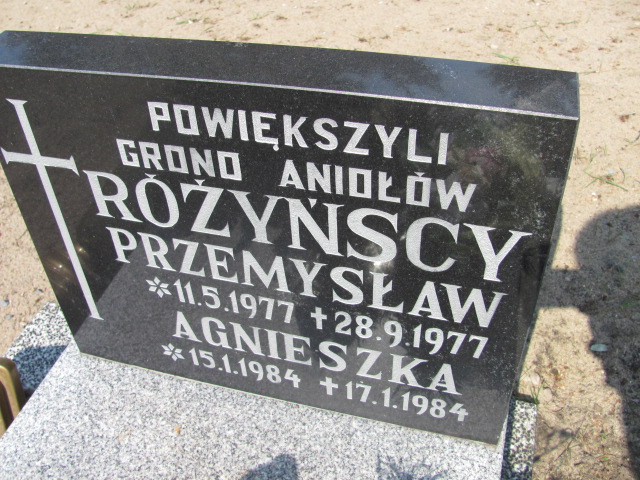 POWIĘKSZYLI
GRONO ANIOŁÓW
RÓŻYŃSCY
PRZEMYSŁAW
* 11.5.1977 + 28.9.1977
AGNIESZKA
* 15.1.1984 + 17.1.1984